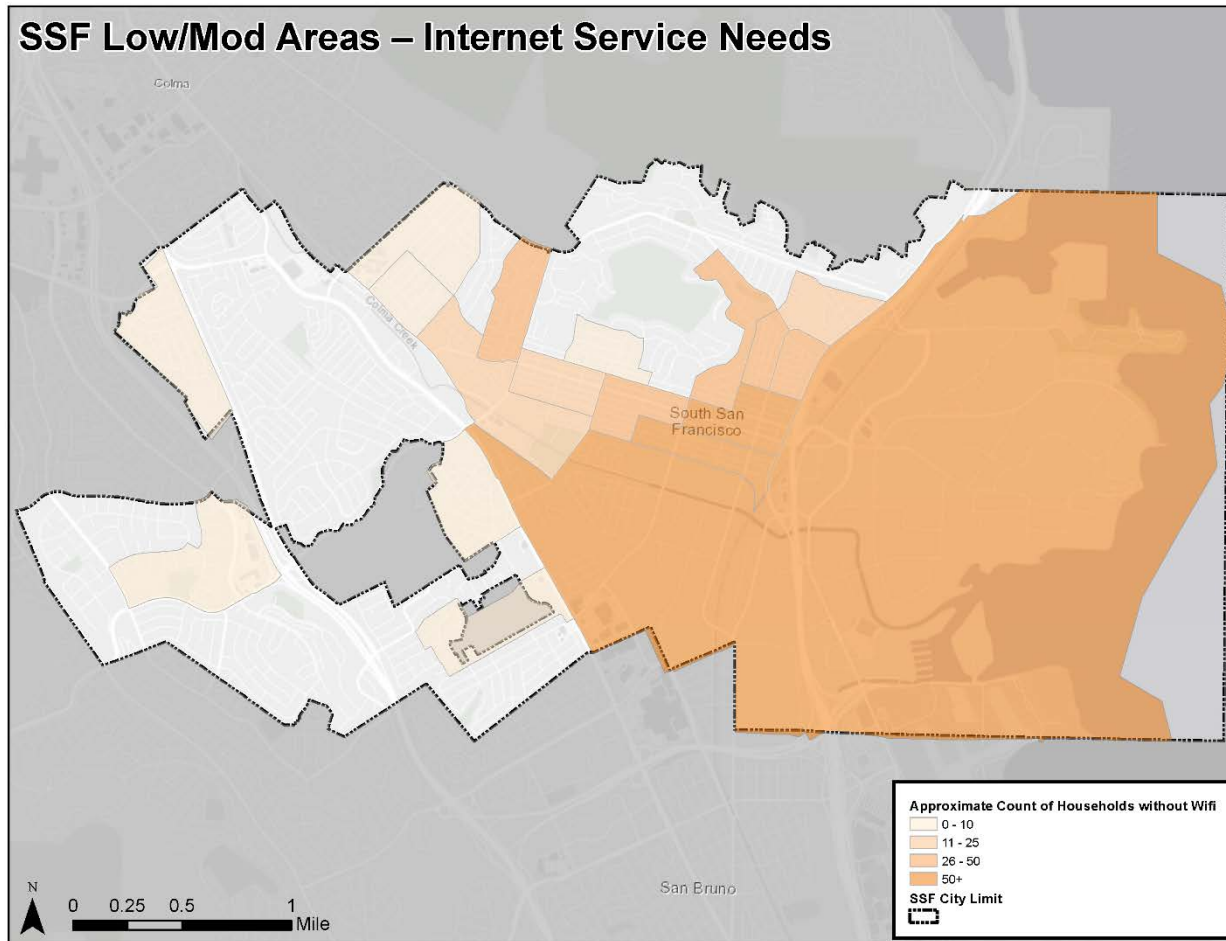 SSF Low/Mod Areas – Internet Service Needs
Colma
Colma Creek
South San
Francisco
San Bruno
Approximate Count of Households without Wifi
0 - 10
11 - 25
26 - 50
50+
SSF City Limit
N
0 0.25 0.5 1
Mile